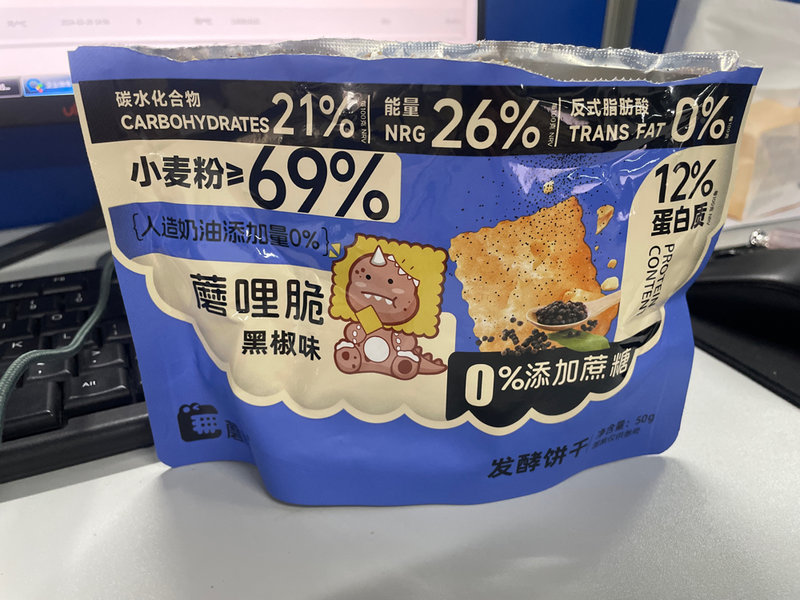 碳水化合物
CARBOHYDRATES 21%
能量
NRG 26%
反式脂肪酸
TRANS FAT 0%
小麦粉≥69%
{人造奶油添加量0%}
12%
蛋白质
PROTEIN
CONTENT
蘑哩脆
黑椒味
0%添加蔗糖
蘑
发酵饼干
净含量：50g